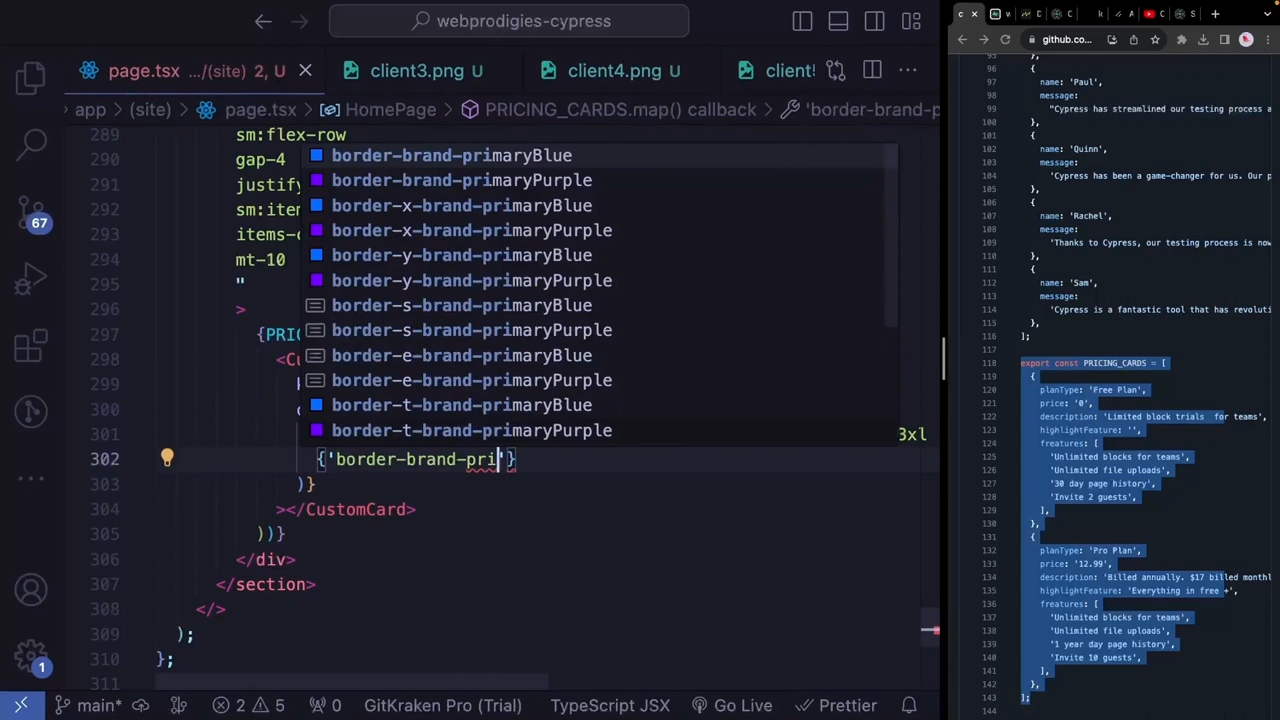 webprodigies-cypress
page.tsx .../(site) 2, U
client3.png U
client4.png U
client!
app (site) page.tsx HomePage PRICING_CARDS.map() callback 'border-brand-p
289 sm:flex-row
290 gap-4
291 justify
292 sm:ite
293 items-
294 mt-10
295 "
296 >
297 {PRIC
298 <Cu
299
300
301 3xl
302 {'border-brand-pri'}
303 )}
304 ></CustomCard>
305 ))}
306 </div>
307 </section>
308 </>
309 );
310 };
311
border-brand-primaryBlue
border-brand-primaryPurple
border-x-brand-primaryBlue
border-x-brand-primaryPurple
border-y-brand-primaryBlue
border-y-brand-primaryPurple
border-s-brand-primaryBlue
border-s-brand-primaryPurple
border-e-brand-primaryBlue
border-e-brand-primaryPurple
border-t-brand-primaryBlue
border-t-brand-primaryPurple
67
1
main* 2 5 0 GitKraken Pro (Trial) TypeScript JSX Go Live Prettier
github.co...
95 },
96 {
97 name: 'Paul',
98 message:
99 "Cypress has streamlined our testing process a
100 },
101 {
102 name: 'Quinn',
103 message:
104 'Cypress has been a game-changer for us. Our p
105 },
106 {
107 name: 'Rachel',
108 message:
109 'Thanks to Cypress, our testing process is now
110 },
111 {
112 name: 'Sam',
113 message:
114 'Cypress is a fantastic tool that has revoluti
115 },
116 ];
117
118 export const PRICING_CARDS = [
119 {
120 planType: 'Free Plan',
121 price: '0',
122 description: 'Limited block trials for teams',
123 highlightFeature: '',
124 freatures: [
125 'Unlimited blocks for teams',
126 'Unlimited file uploads',
127 '30 day page history',
128 'Invite 2 guests',
129 ],
130 },
131 {
132 planType: 'Pro Plan',
133 price: '12.99',
134 description: 'Billed annually. $17 billed monthl
135 highlightFeature: 'Everything in free +',
136 freatures: [
137 'Unlimited blocks for teams',
138 'Unlimited file uploads',
139 '1 year day page history',
140 'Invite 10 guests',
141 ],
142 },
143 ];
144